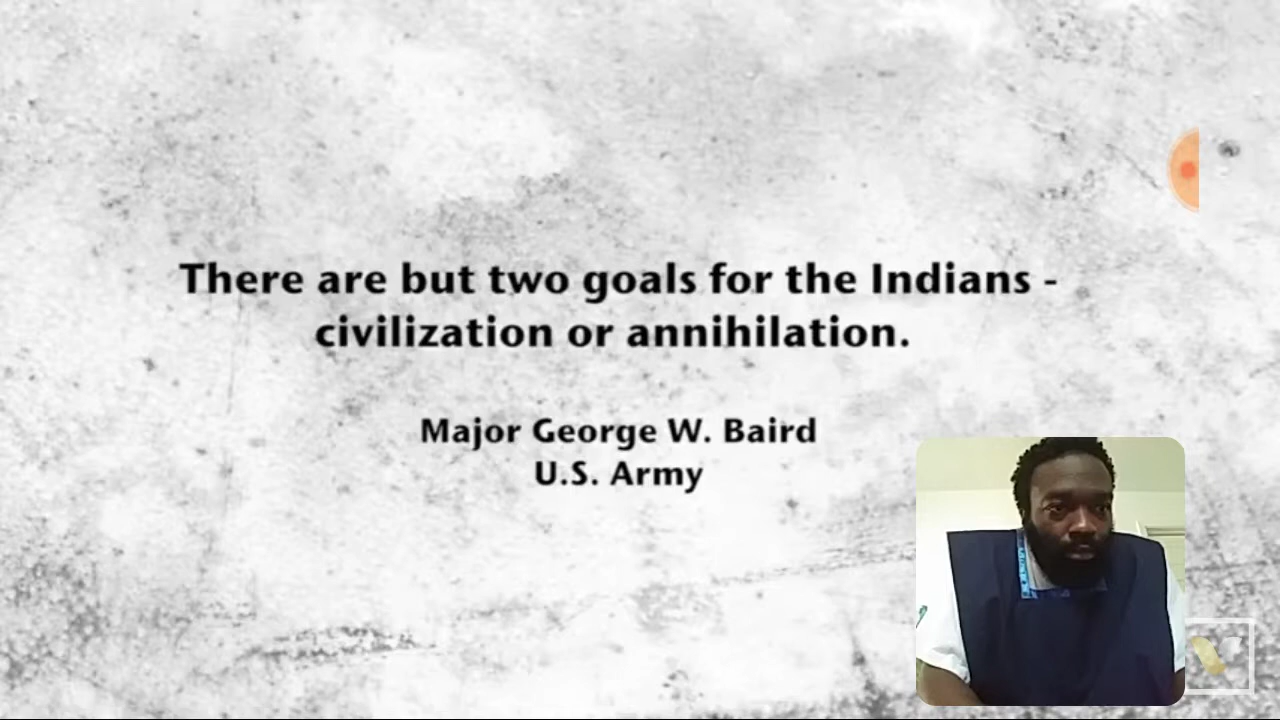 There are but two goals for the Indians -
civilization or annihilation.
Major George W. Baird
U.S. Army